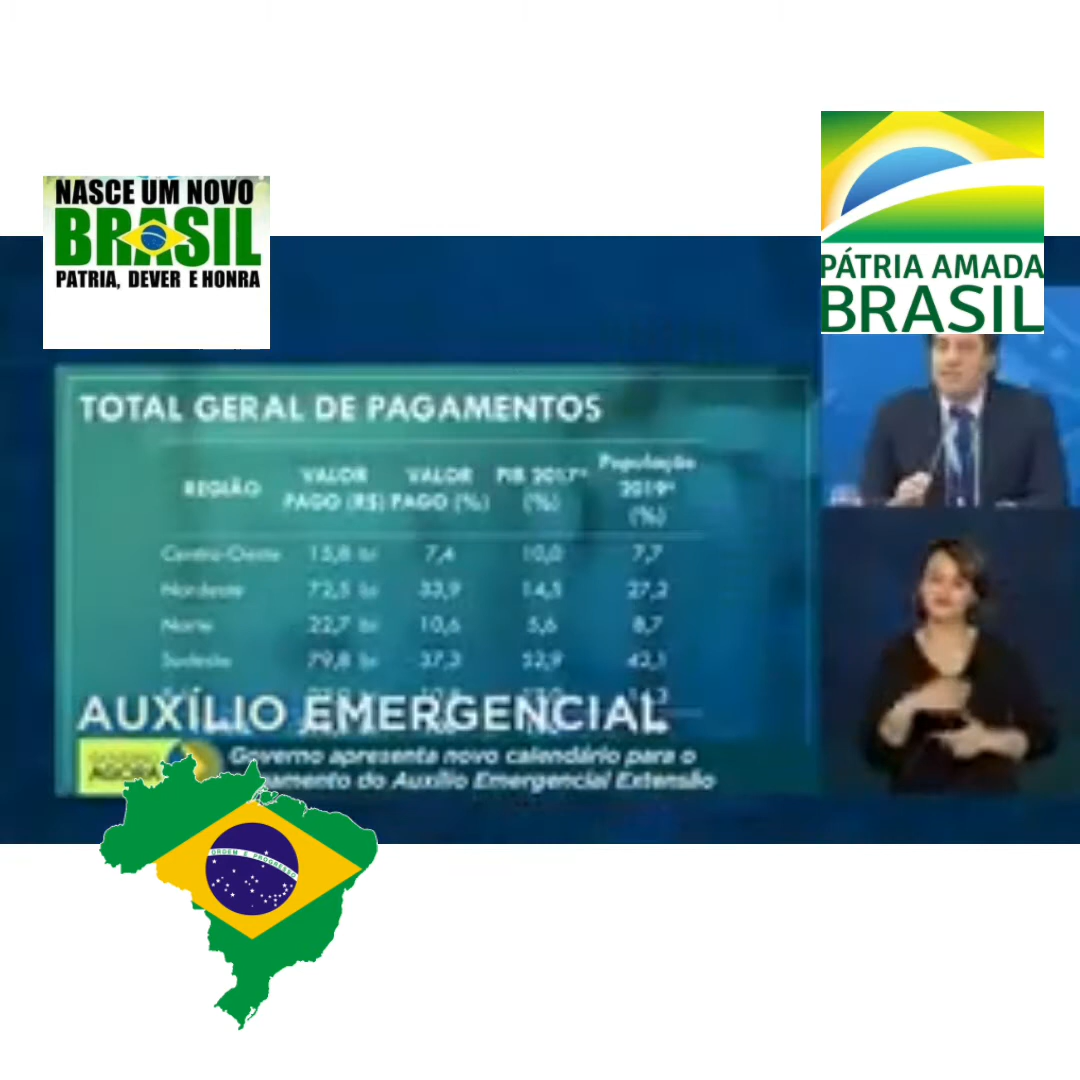 NASCE UM NOVO
BRASIL
PATRIA, DEVER E HONRA
PÁTRIA AMADA
BRASIL
TOTAL GERAL DE PAGAMENTOS
REGIÃO VALOR PAGO (R$) VALOR PAGO (%) PIB 2017* (%) População 2019* (%)
Centro-Oeste 15,8 bi 7,4 10,0 7,7
Nordeste 72,5 bi 33,9 14,5 27,2
Norte 22,7 bi 10,6 5,6 8,7
Sudeste 79,8 bi 37,3 52,9 42,1
AUXÍLIO EMERGENCIAL
AGORA
Governo apresenta novo calendário para o
do Auxílio Emergencial Extensão
ORDEM E PROGRESSO